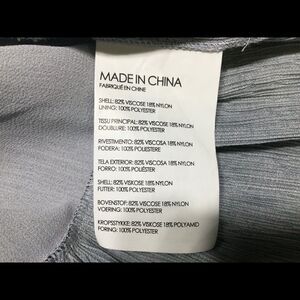 MADE IN CHINA
FABRIQUÉ EN CHINE
SHELL: 82% VISCOSE 18% NYLON
LINING: 100% POLYESTER
TISSU PRINCIPAL: 82% VISCOSE 18% NYLON
DOUBLURE: 100% POLYESTER
RIVESTIMENTO: 82% VISCOSA 18% NYLON
FODERA: 100% POLIESTERE
TELA EXTERIOR: 82% VISCOSA 18% NYLON
FORRO: 100% POLIÉSTER
SHELL: 82% VISKOSE 18% NYLON
FUTTER: 100% POLYESTER
BOVENSTOF: 82% VISCOSE 18% NYLON
VOERING: 100% POLYESTER
KROPSSTYKKE: 82% VISKOSE 18% POLYAMID
FORING: 100% POLYESTER